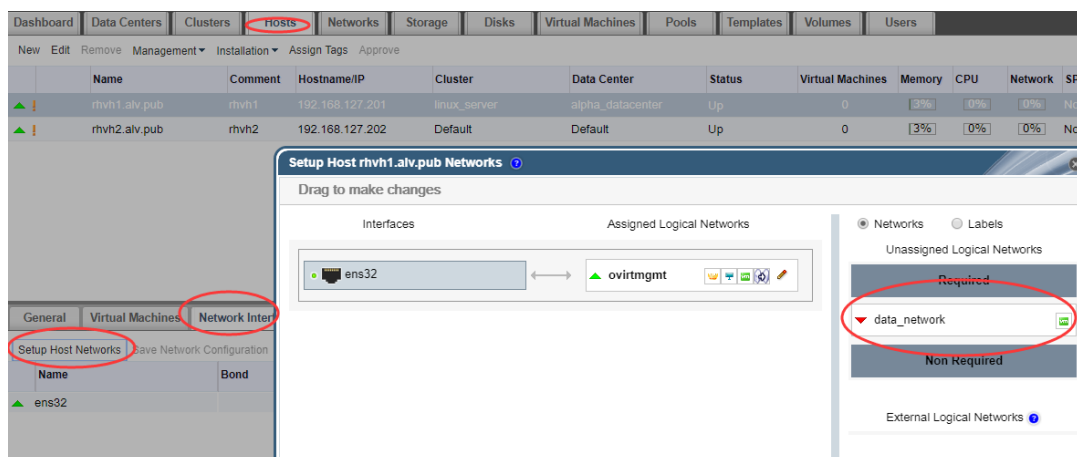 Dashboard Data Centers Clusters Hosts Networks Storage Disks Virtual Machines Pools Templates Volumes Users
New Edit Remove Management Installation Assign Tags Approve
Name Comment Hostname/IP Cluster Data Center Status Virtual Machines Memory CPU Network SP
rhvh1.alv.pub rhvh1 192.168.127.201 linux_server alpha_datacenter Up 0 3% 0% 0% No
rhvh2.alv.pub rhvh2 192.168.127.202 Default Default Up 0 3% 0% 0% No
Setup Host rhvh1.alv.pub Networks
Drag to make changes
Interfaces Assigned Logical Networks
Networks Labels
Unassigned Logical Networks
ens32 ovirtmgmt
Required
data_network
Non Required
External Logical Networks
General Virtual Machines Network Interf
Setup Host Networks Save Network Configuration
Name Bond
ens32